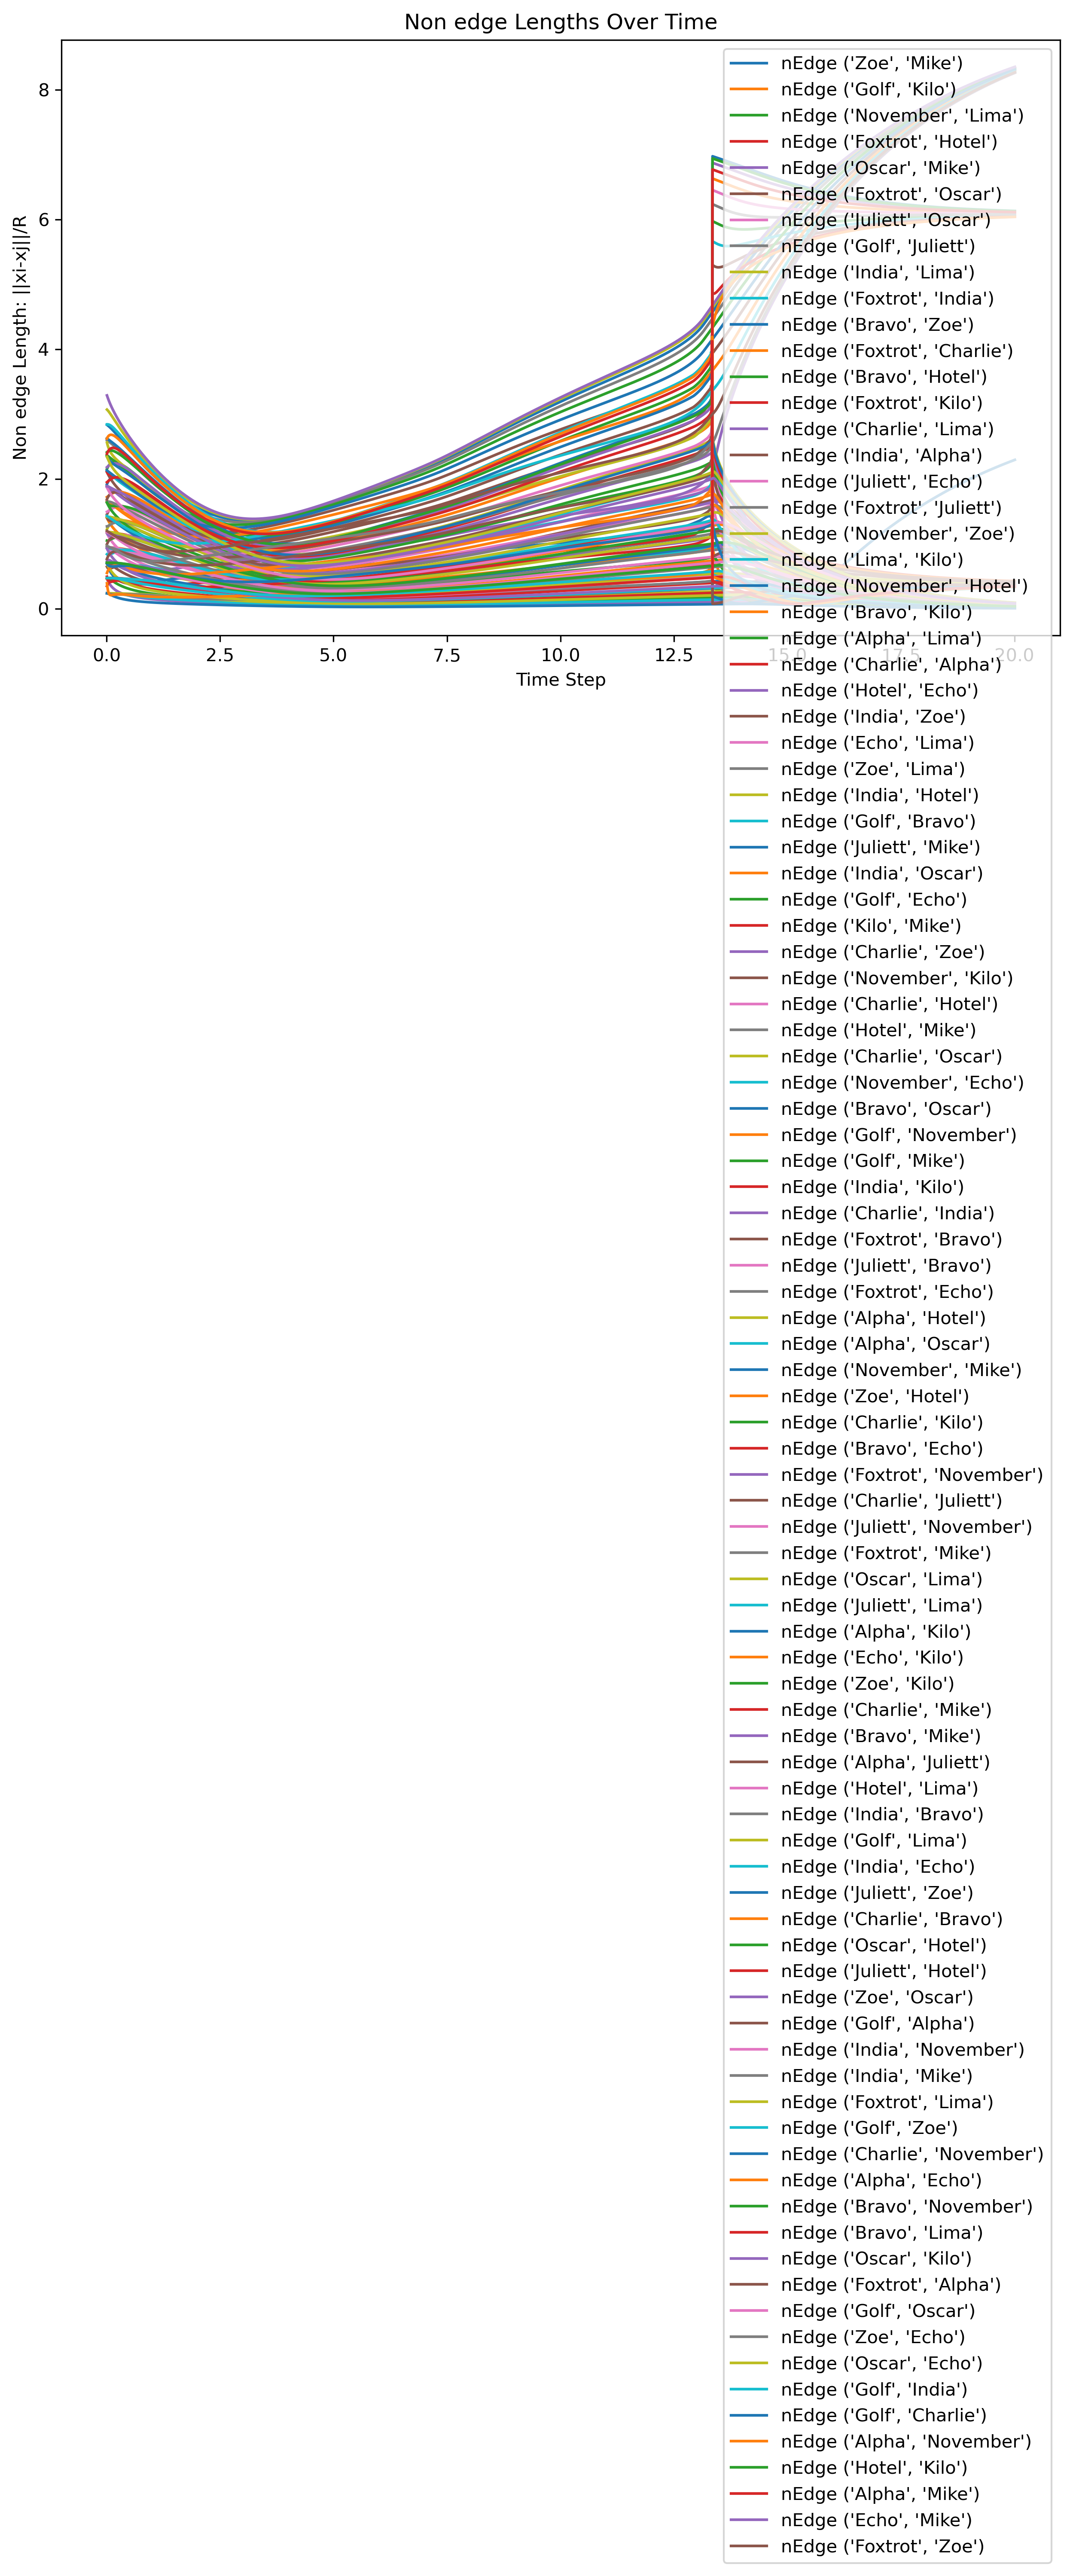 Non edge Lengths Over Time
Non edge Length: ||xi-xj||/R
8
6
4
2
0
0.0 2.5 5.0 7.5 10.0 12.5 15.0 17.5 20.0
Time Step
nEdge ('Zoe', 'Mike')
nEdge ('Golf', 'Kilo')
nEdge ('November', 'Lima')
nEdge ('Foxtrot', 'Hotel')
nEdge ('Oscar', 'Mike')
nEdge ('Foxtrot', 'Oscar')
nEdge ('Juliett', 'Oscar')
nEdge ('Golf', 'Juliett')
nEdge ('India', 'Lima')
nEdge ('Foxtrot', 'India')
nEdge ('Bravo', 'Zoe')
nEdge ('Foxtrot', 'Charlie')
nEdge ('Bravo', 'Hotel')
nEdge ('Foxtrot', 'Kilo')
nEdge ('Charlie', 'Lima')
nEdge ('India', 'Alpha')
nEdge ('Juliett', 'Echo')
nEdge ('Foxtrot', 'Juliett')
nEdge ('November', 'Zoe')
nEdge ('Lima', 'Kilo')
nEdge ('November', 'Hotel')
nEdge ('Bravo', 'Kilo')
nEdge ('Alpha', 'Lima')
nEdge ('Charlie', 'Alpha')
nEdge ('Hotel', 'Echo')
nEdge ('India', 'Zoe')
nEdge ('Echo', 'Lima')
nEdge ('Zoe', 'Lima')
nEdge ('India', 'Hotel')
nEdge ('Golf', 'Bravo')
nEdge ('Juliett', 'Mike')
nEdge ('India', 'Oscar')
nEdge ('Golf', 'Echo')
nEdge ('Kilo', 'Mike')
nEdge ('Charlie', 'Zoe')
nEdge ('November', 'Kilo')
nEdge ('Charlie', 'Hotel')
nEdge ('Hotel', 'Mike')
nEdge ('Charlie', 'Oscar')
nEdge ('November', 'Echo')
nEdge ('Bravo', 'Oscar')
nEdge ('Golf', 'November')
nEdge ('Golf', 'Mike')
nEdge ('India', 'Kilo')
nEdge ('Charlie', 'India')
nEdge ('Foxtrot', 'Bravo')
nEdge ('Juliett', 'Bravo')
nEdge ('Foxtrot', 'Echo')
nEdge ('Alpha', 'Hotel')
nEdge ('Alpha', 'Oscar')
nEdge ('November', 'Mike')
nEdge ('Zoe', 'Hotel')
nEdge ('Charlie', 'Kilo')
nEdge ('Bravo', 'Echo')
nEdge ('Foxtrot', 'November')
nEdge ('Charlie', 'Juliett')
nEdge ('Juliett', 'November')
nEdge ('Foxtrot', 'Mike')
nEdge ('Oscar', 'Lima')
nEdge ('Juliett', 'Lima')
nEdge ('Alpha', 'Kilo')
nEdge ('Echo', 'Kilo')
nEdge ('Zoe', 'Kilo')
nEdge ('Charlie', 'Mike')
nEdge ('Bravo', 'Mike')
nEdge ('Alpha', 'Juliett')
nEdge ('Hotel', 'Lima')
nEdge ('India', 'Bravo')
nEdge ('Golf', 'Lima')
nEdge ('India', 'Echo')
nEdge ('Juliett', 'Zoe')
nEdge ('Charlie', 'Bravo')
nEdge ('Oscar', 'Hotel')
nEdge ('Juliett', 'Hotel')
nEdge ('Zoe', 'Oscar')
nEdge ('Golf', 'Alpha')
nEdge ('India', 'November')
nEdge ('India', 'Mike')
nEdge ('Foxtrot', 'Lima')
nEdge ('Golf', 'Zoe')
nEdge ('Charlie', 'November')
nEdge ('Alpha', 'Echo')
nEdge ('Bravo', 'November')
nEdge ('Bravo', 'Lima')
nEdge ('Oscar', 'Kilo')
nEdge ('Foxtrot', 'Alpha')
nEdge ('Golf', 'Oscar')
nEdge ('Zoe', 'Echo')
nEdge ('Oscar', 'Echo')
nEdge ('Golf', 'India')
nEdge ('Golf', 'Charlie')
nEdge ('Alpha', 'November')
nEdge ('Hotel', 'Kilo')
nEdge ('Alpha', 'Mike')
nEdge ('Echo', 'Mike')
nEdge ('Foxtrot', 'Zoe')